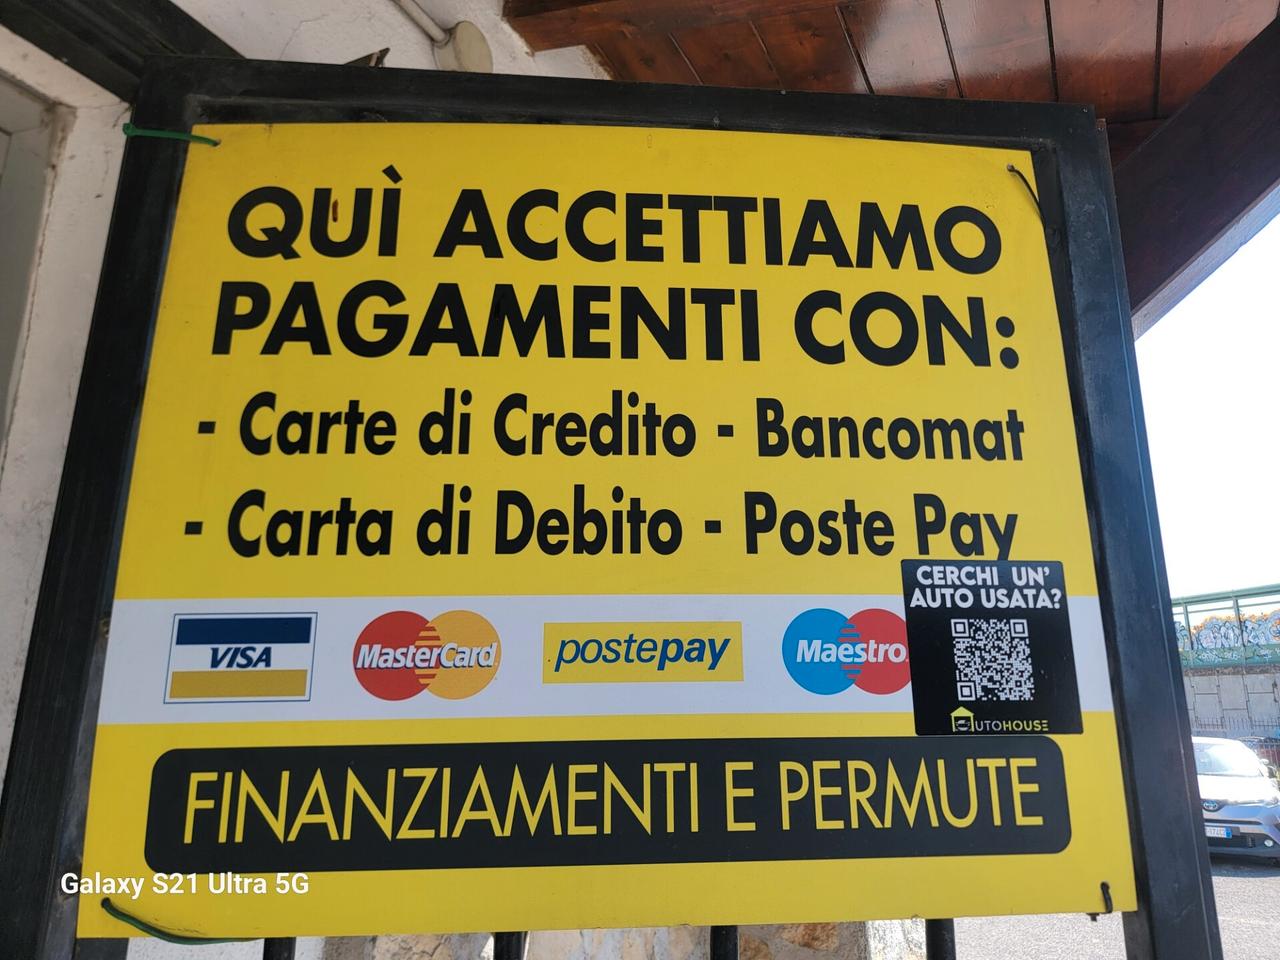 QUÌ ACCETTIAMO
PAGAMENTI CON:
- Carte di Credito - Bancomat
- Carta di Debito - Poste Pay
CERCHI UN'
AUTO USATA?
VISA
MasterCard
postepay
Maestro
UTOHOUSE
FINANZIAMENTI E PERMUTE
Galaxy S21 Ultra 5G